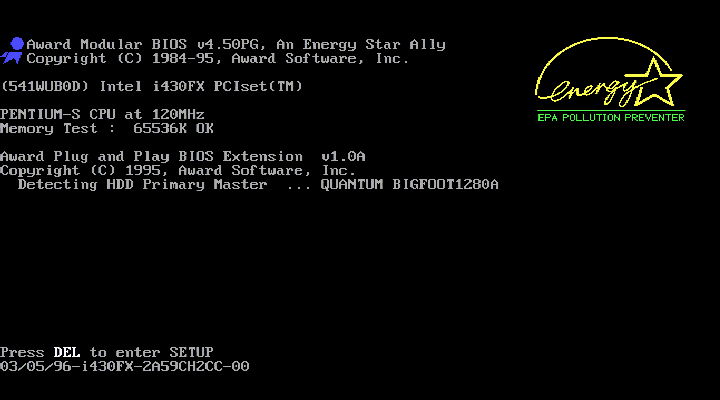 Award Modular BIOS v4.50PG, An Energy Star Ally
Copyright (C) 1984-95, Award Software, Inc.
energy
EPA POLLUTION PREVENTER
(541WUB0D) Intel i430FX PCIset(TM)
PENTIUM-S CPU at 120MHz
Memory Test :  65536K OK
Award Plug and Play BIOS Extension  v1.0A
Copyright (C) 1995, Award Software, Inc.
Detecting HDD Primary Master  ... QUANTUM BIGFOOT1280A
Press DEL to enter SETUP
03/05/96-i430FX-2A59CH2CC-00